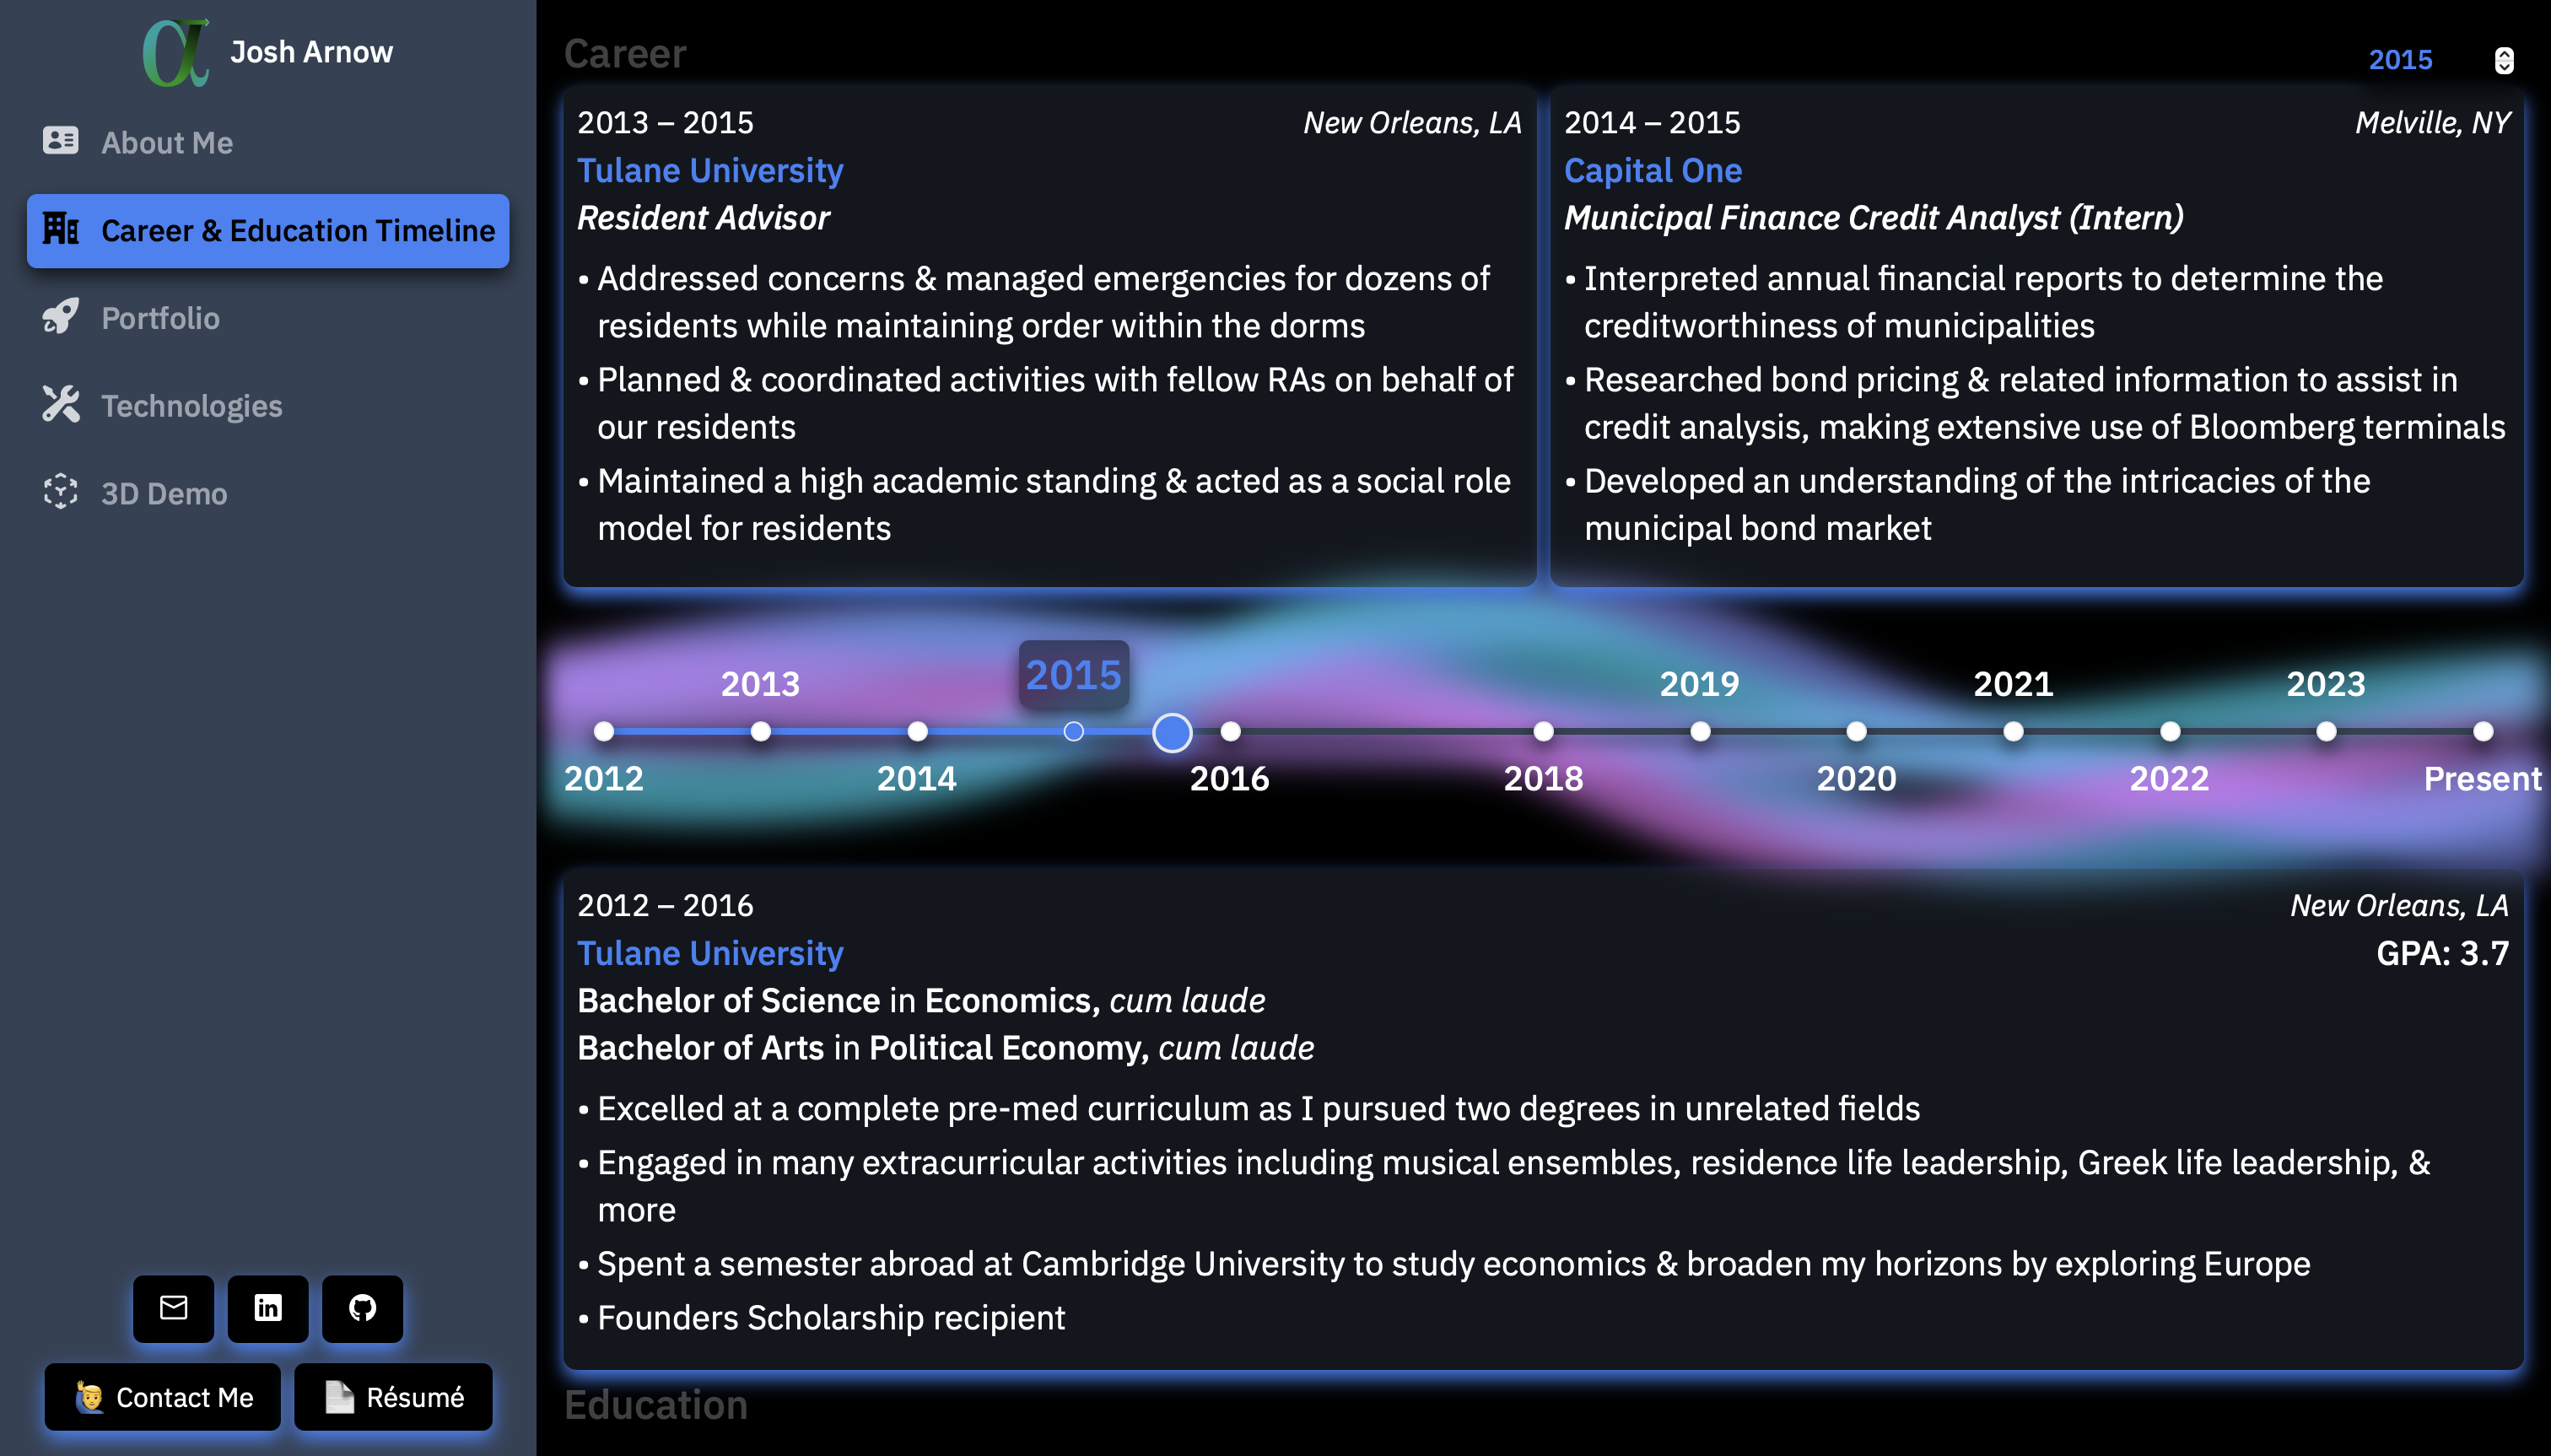 Josh Arnow
About Me
Career & Education Timeline
Portfolio
Technologies
3D Demo
Contact Me
Résumé
Career
2015
2013 – 2015
New Orleans, LA
Tulane University
Resident Advisor
• Addressed concerns & managed emergencies for dozens of
residents while maintaining order within the dorms
• Planned & coordinated activities with fellow RAs on behalf of
our residents
• Maintained a high academic standing & acted as a social role
model for residents
2014 – 2015
Melville, NY
Capital One
Municipal Finance Credit Analyst (Intern)
• Interpreted annual financial reports to determine the
creditworthiness of municipalities
• Researched bond pricing & related information to assist in
credit analysis, making extensive use of Bloomberg terminals
• Developed an understanding of the intricacies of the
municipal bond market
2013
2015
2019
2021
2023
2012
2014
2016
2018
2020
2022
Present
2012 – 2016
New Orleans, LA
Tulane University
GPA: 3.7
Bachelor of Science in Economics, cum laude
Bachelor of Arts in Political Economy, cum laude
• Excelled at a complete pre-med curriculum as I pursued two degrees in unrelated fields
• Engaged in many extracurricular activities including musical ensembles, residence life leadership, Greek life leadership, &
more
• Spent a semester abroad at Cambridge University to study economics & broaden my horizons by exploring Europe
• Founders Scholarship recipient
Education